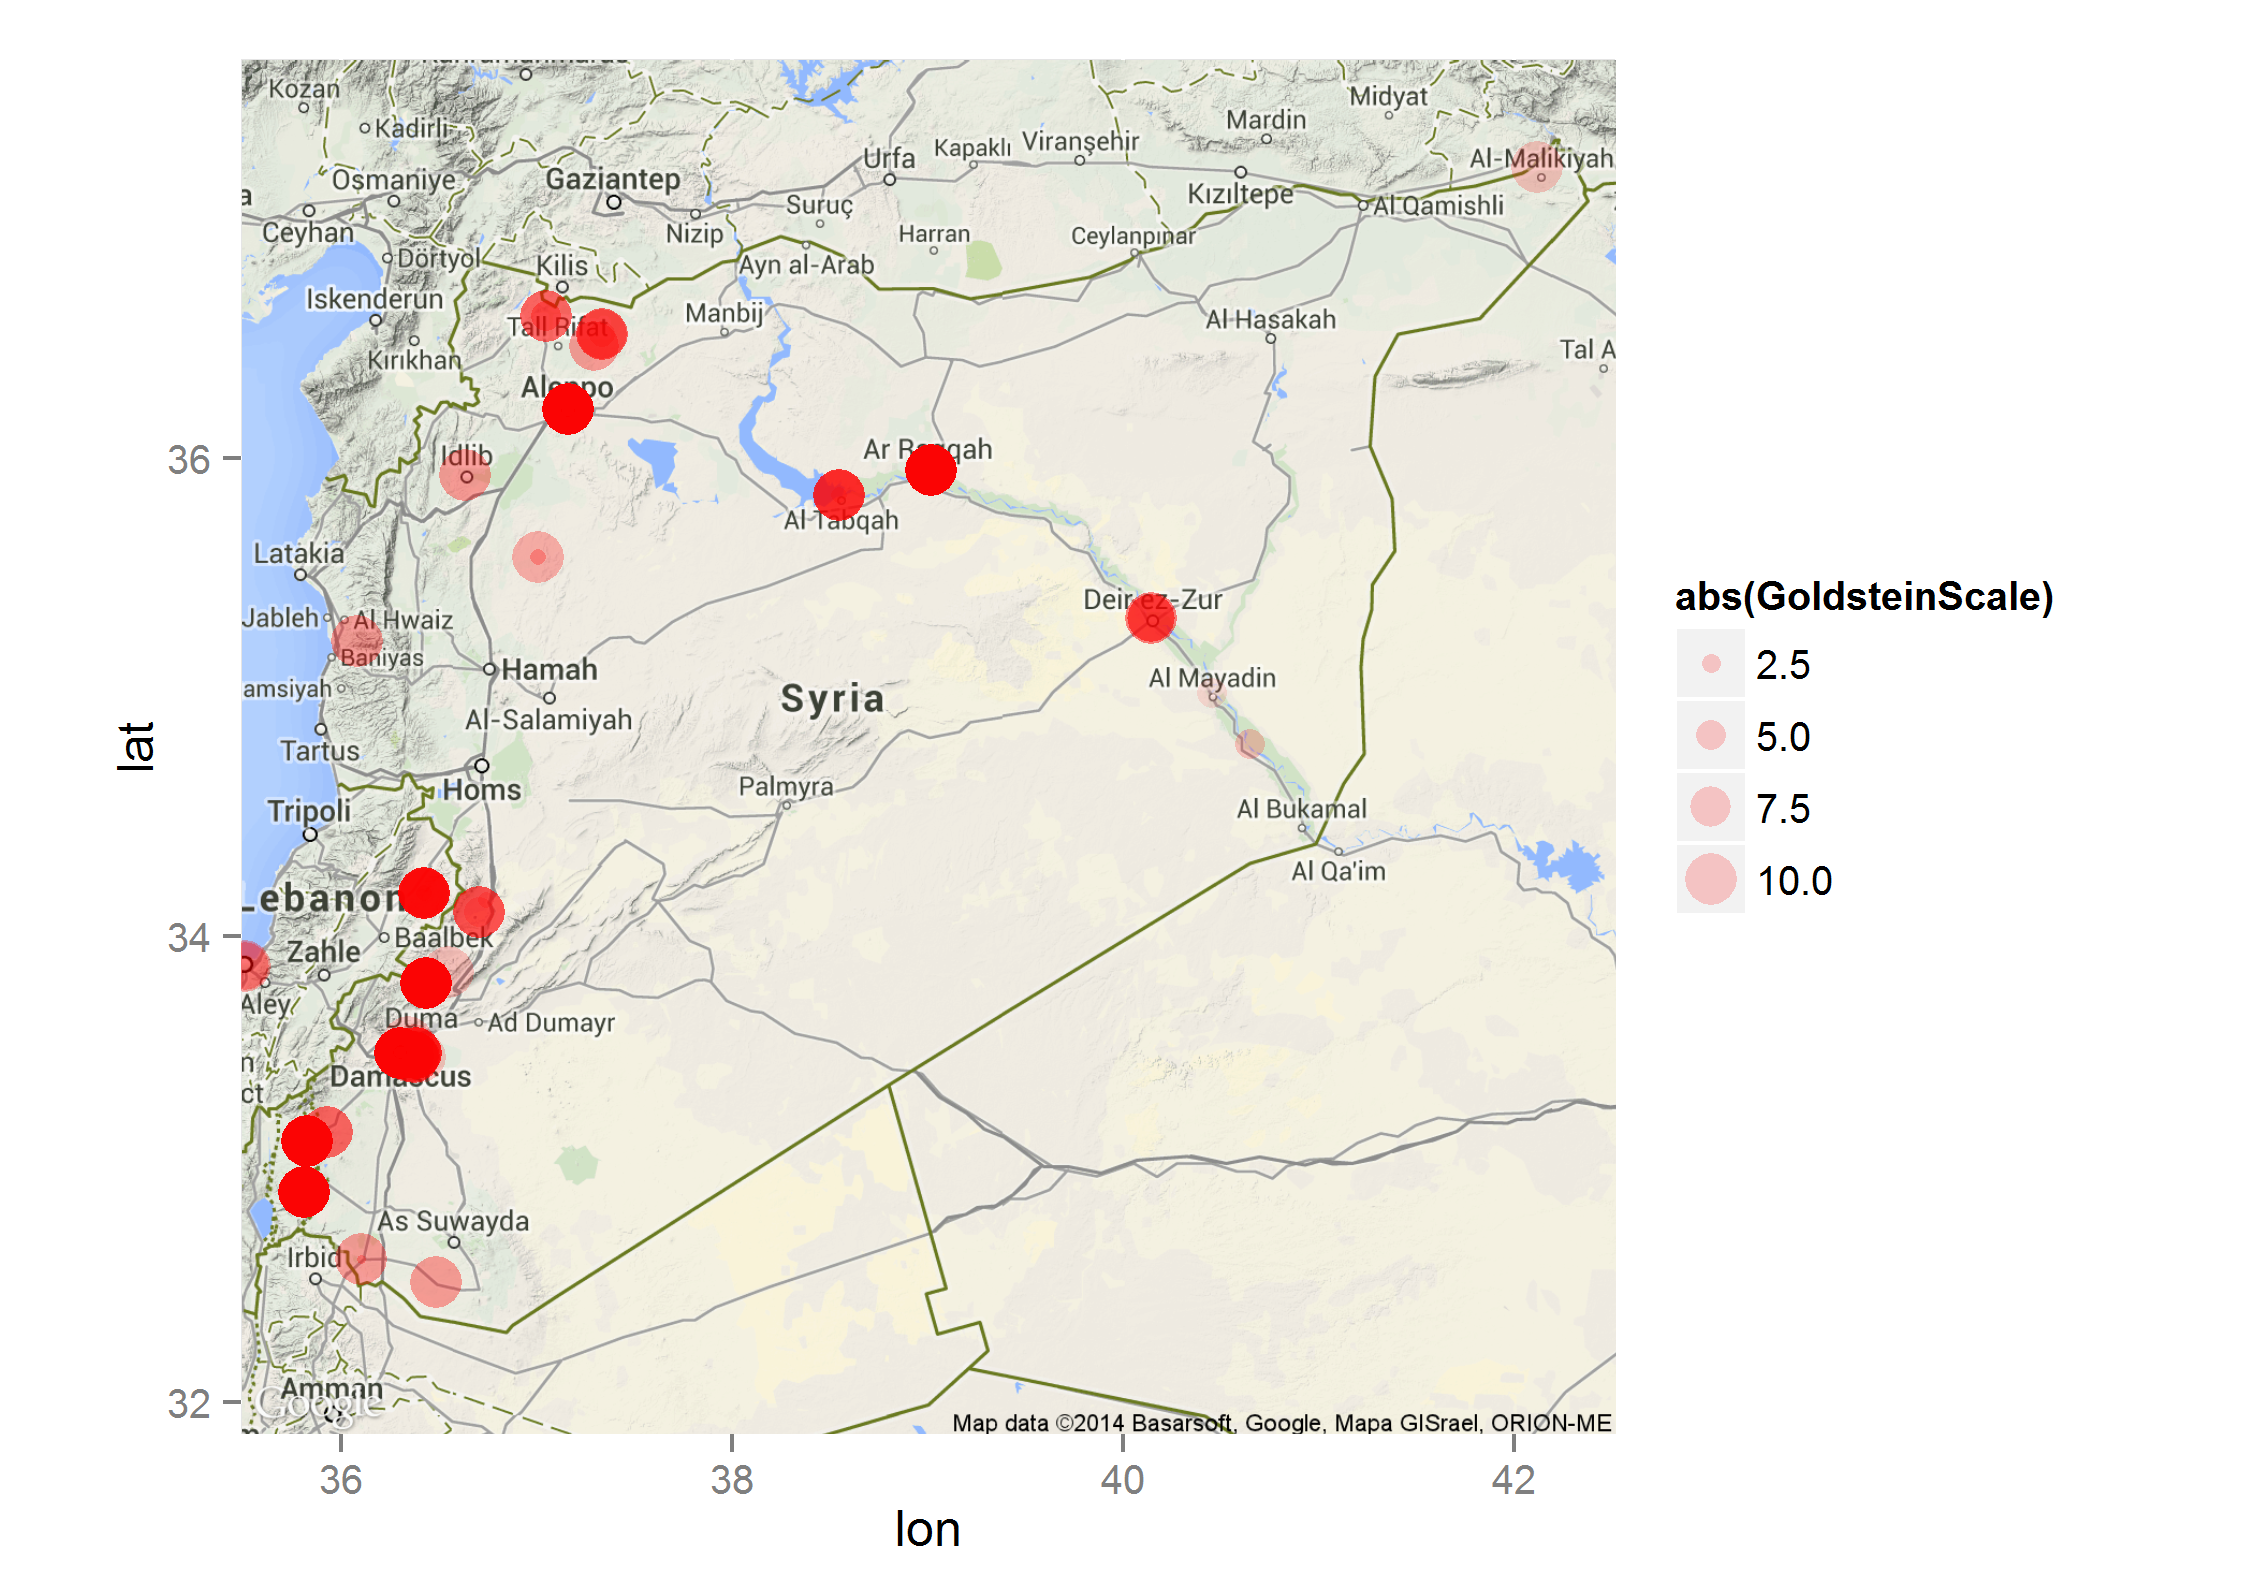 Kozan
Kadirli
Midyat
Mardin
Urfa
Kapaklı
Viranşehir
Al-Malikiyah
Osmaniye
Gaziantep
Kızıltepe
Suruç
Al Qamishli
Ceyhan
Nizip
Harran
Ceylanpınar
Dörtyol
Kilis
Ayn al-Arab
Iskenderun
Tall Rifat
Manbij
Al Hasakah
Kırıkhan
Tal A
Aleppo
36
Idlib
Ar Raqqah
Al Tabqah
Latakia
Jableh
Al Hwaiz
Deir ez-Zur
abs(GoldsteinScale)
2.5
5.0
7.5
10.0
Baniyas
Hamah
Al Mayadin
amsiyah
Syria
Al-Salamiyah
lat
Tartus
Homs
Palmyra
Tripoli
Al Bukamal
Al Qa'im
Lebanon
34
Baalbek
Zahle
Aley
Duma
Ad Dumayr
n
ct
Damascus
As Suwayda
Irbid
Amman
Google
32
Map data ©2014 Basarsoft, Google, Mapa GISrael, ORION-ME
36
38
40
42
lon